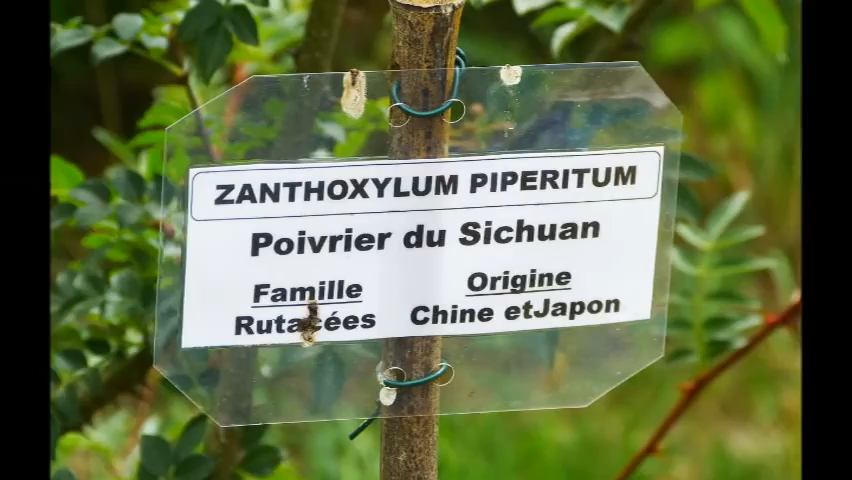 ZANTHOXYLUM PIPERITUM
Poivrier du Sichuan
Famille Origine
Rutacées Chine etJapon